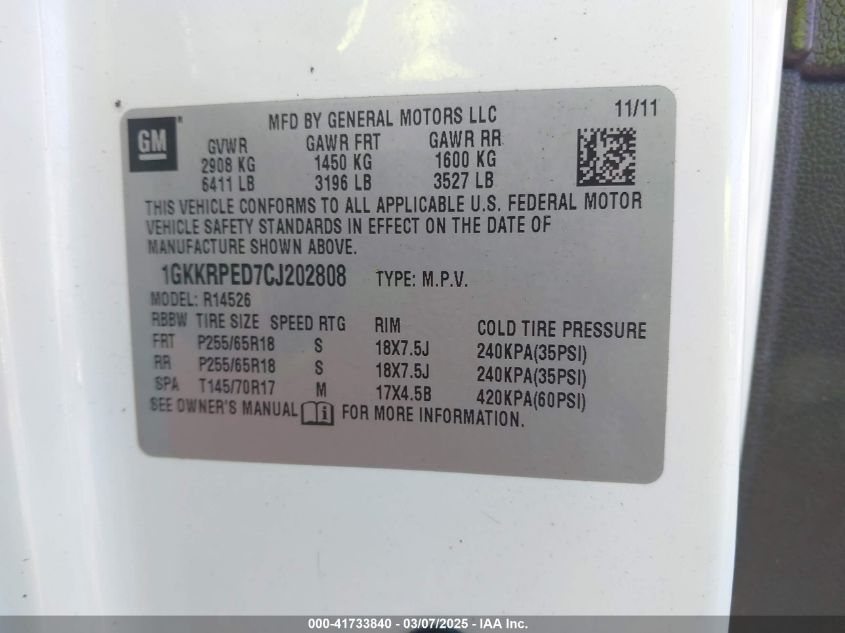 GM
MFD BY GENERAL MOTORS LLC 11/11
GVWR GAWR FRT GAWR RR
2908 KG 1450 KG 1600 KG
6411 LB 3196 LB 3527 LB
THIS VEHICLE CONFORMS TO ALL APPLICABLE U.S. FEDERAL MOTOR
VEHICLE SAFETY STANDARDS IN EFFECT ON THE DATE OF
MANUFACTURE SHOWN ABOVE.
1GKKRPED7CJ202808 TYPE: M.P.V.
MODEL: R14526
RBBW TIRE SIZE SPEED RTG RIM COLD TIRE PRESSURE
FRT P255/65R18 S 18X7.5J 240KPA(35PSI)
RR P255/65R18 S 18X7.5J 240KPA(35PSI)
SPA T145/70R17 M 17X4.5B 420KPA(60PSI)
SEE OWNER'S MANUAL i FOR MORE INFORMATION.
000-41733840 - 03/07/2025 - IAA Inc.